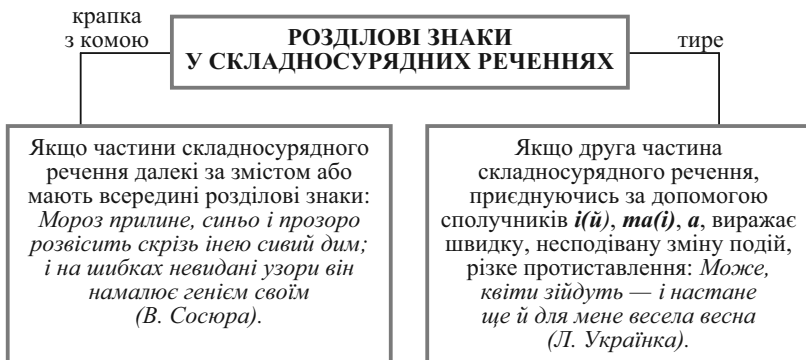 крапка
з комою
РОЗДІЛОВІ ЗНАКИ
У СКЛАДНОСУРЯДНИХ РЕЧЕННЯХ
тире
Якщо частини складносурядного
речення далекі за змістом або
мають всередині розділові знаки:
Мороз прилине, синьо і прозоро
розвісить скрізь інею сивий дим;
і на шибках невидані узори він
намалює генієм своїм
(В. Сосюра).
Якщо друга частина
складносурядного речення,
приєднуючись за допомогою
сполучників і(й), та(і), а, виражає
швидку, несподівану зміну подій,
різке протиставлення: Може,
квіти зійдуть — і настане
ще й для мене весела весна
(Л. Українка).